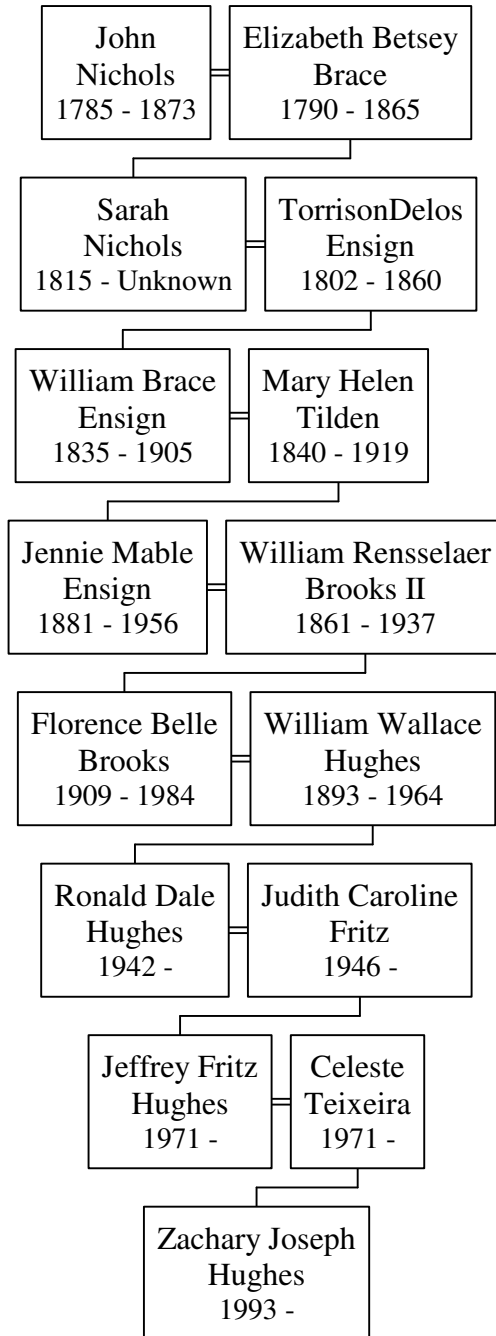 John
Nichols
1785 - 1873
Elizabeth Betsey
Brace
1790 - 1865
Sarah
Nichols
1815 - Unknown
TorrisonDelos
Ensign
1802 - 1860
William Brace
Ensign
1835 - 1905
Mary Helen
Tilden
1840 - 1919
Jennie Mable
Ensign
1881 - 1956
William Rensselaer
Brooks II
1861 - 1937
Florence Belle
Brooks
1909 - 1984
William Wallace
Hughes
1893 - 1964
Ronald Dale
Hughes
1942 -
Judith Caroline
Fritz
1946 -
Jeffrey Fritz
Hughes
1971 -
Celeste
Teixeira
1971 -
Zachary Joseph
Hughes
1993 -